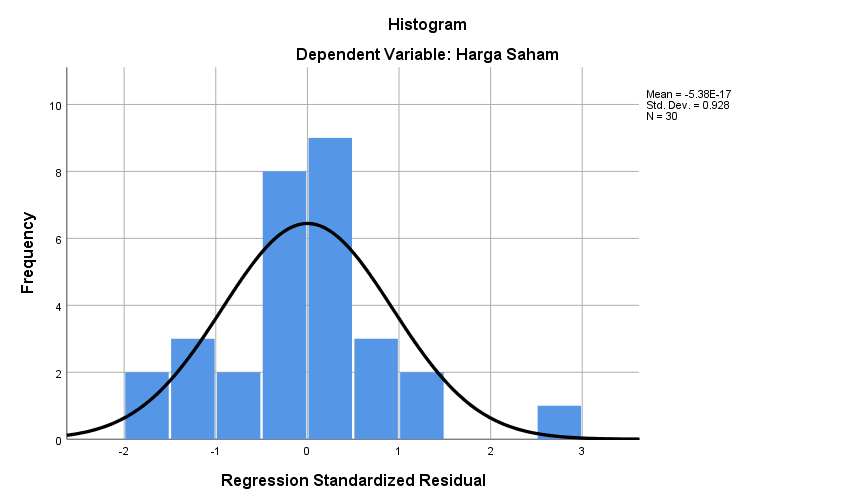 Histogram
Dependent Variable: Harga Saham
Mean = -5.38E-17
Std. Dev. = 0.928
N = 30
Frequency
10
8
6
4
2
0
-2 -1 0 1 2 3
Regression Standardized Residual